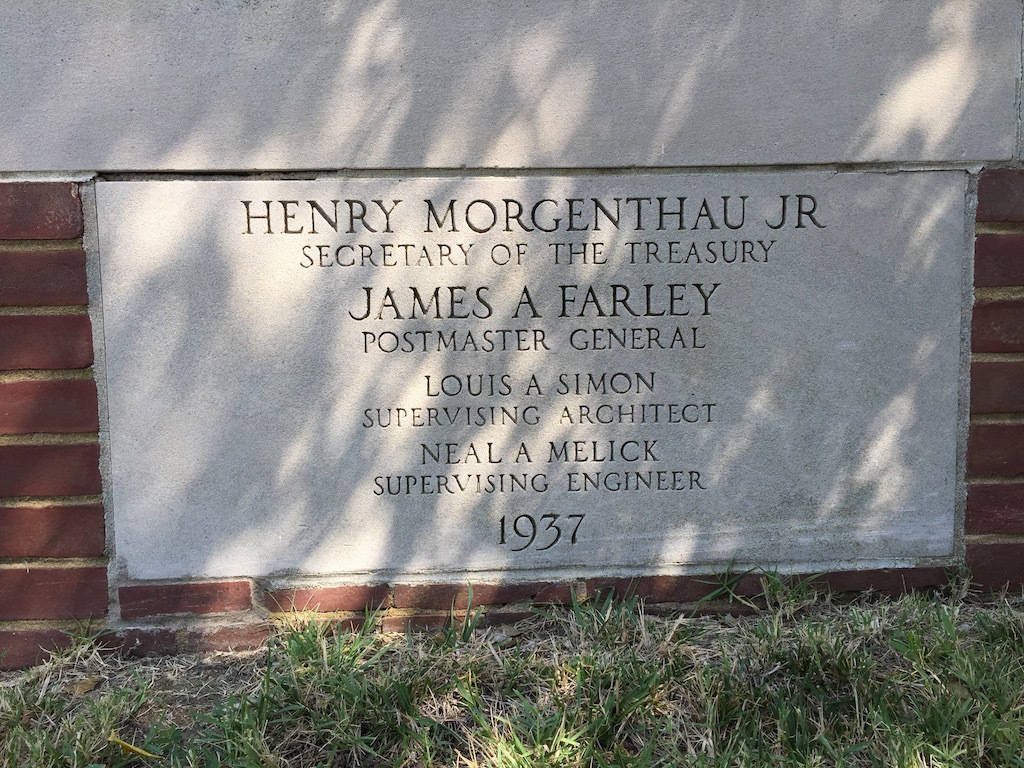 HENRY MORGENTHAU JR
SECRETARY OF THE TREASURY
JAMES A FARLEY
POSTMASTER GENERAL
LOUIS A SIMON
SUPERVISING ARCHITECT
NEAL A MELICK
SUPERVISING ENGINEER
1937